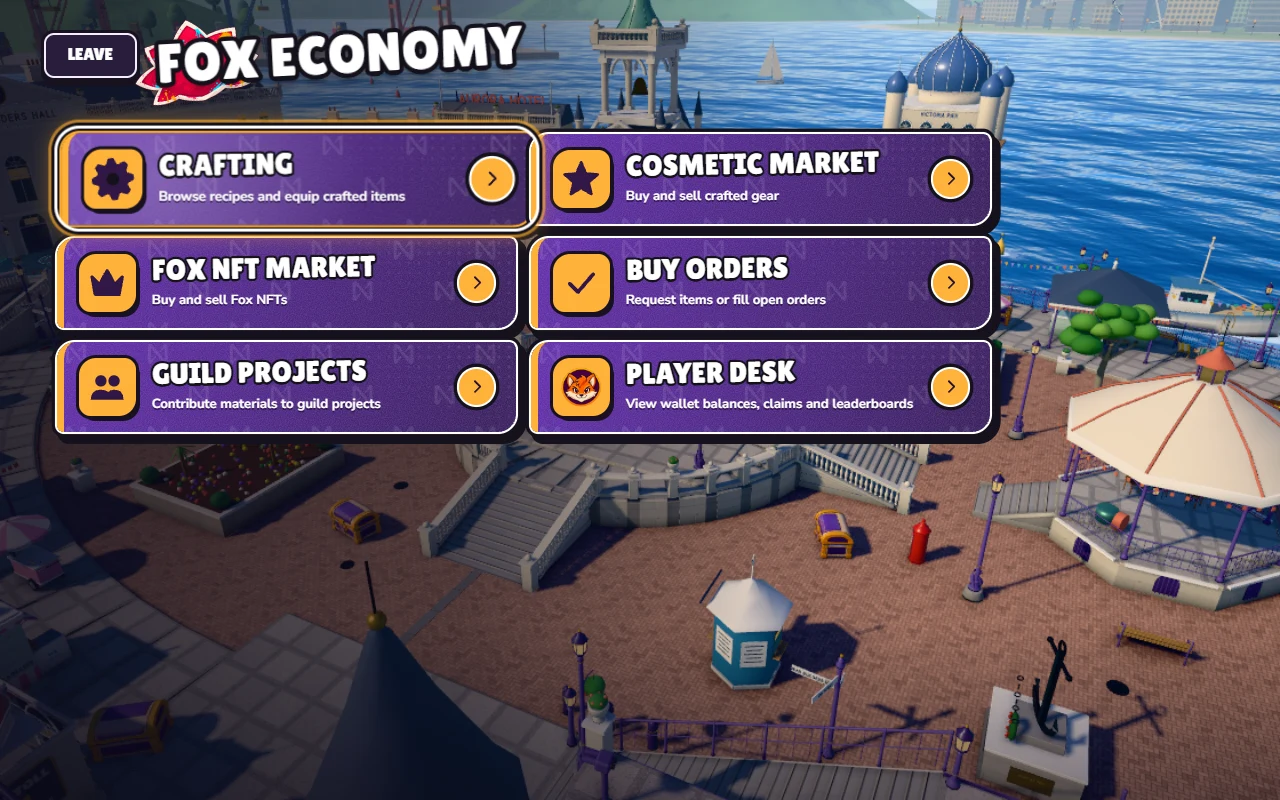 LEAVE
FOX ECONOMY
CRAFTING
Browse recipes and equip crafted items
COSMETIC MARKET
Buy and sell crafted gear
FOX NFT MARKET
Buy and sell Fox NFTs
BUY ORDERS
Request items or fill open orders
GUILD PROJECTS
Contribute materials to guild projects
PLAYER DESK
View wallet balances, claims and leaderboards
VICTORIA PIER